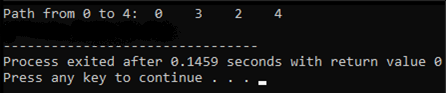 Path from 0 to 4:  0    3    2    4
--------------------------------
Process exited after 0.1459 seconds with return value 0
Press any key to continue . . .